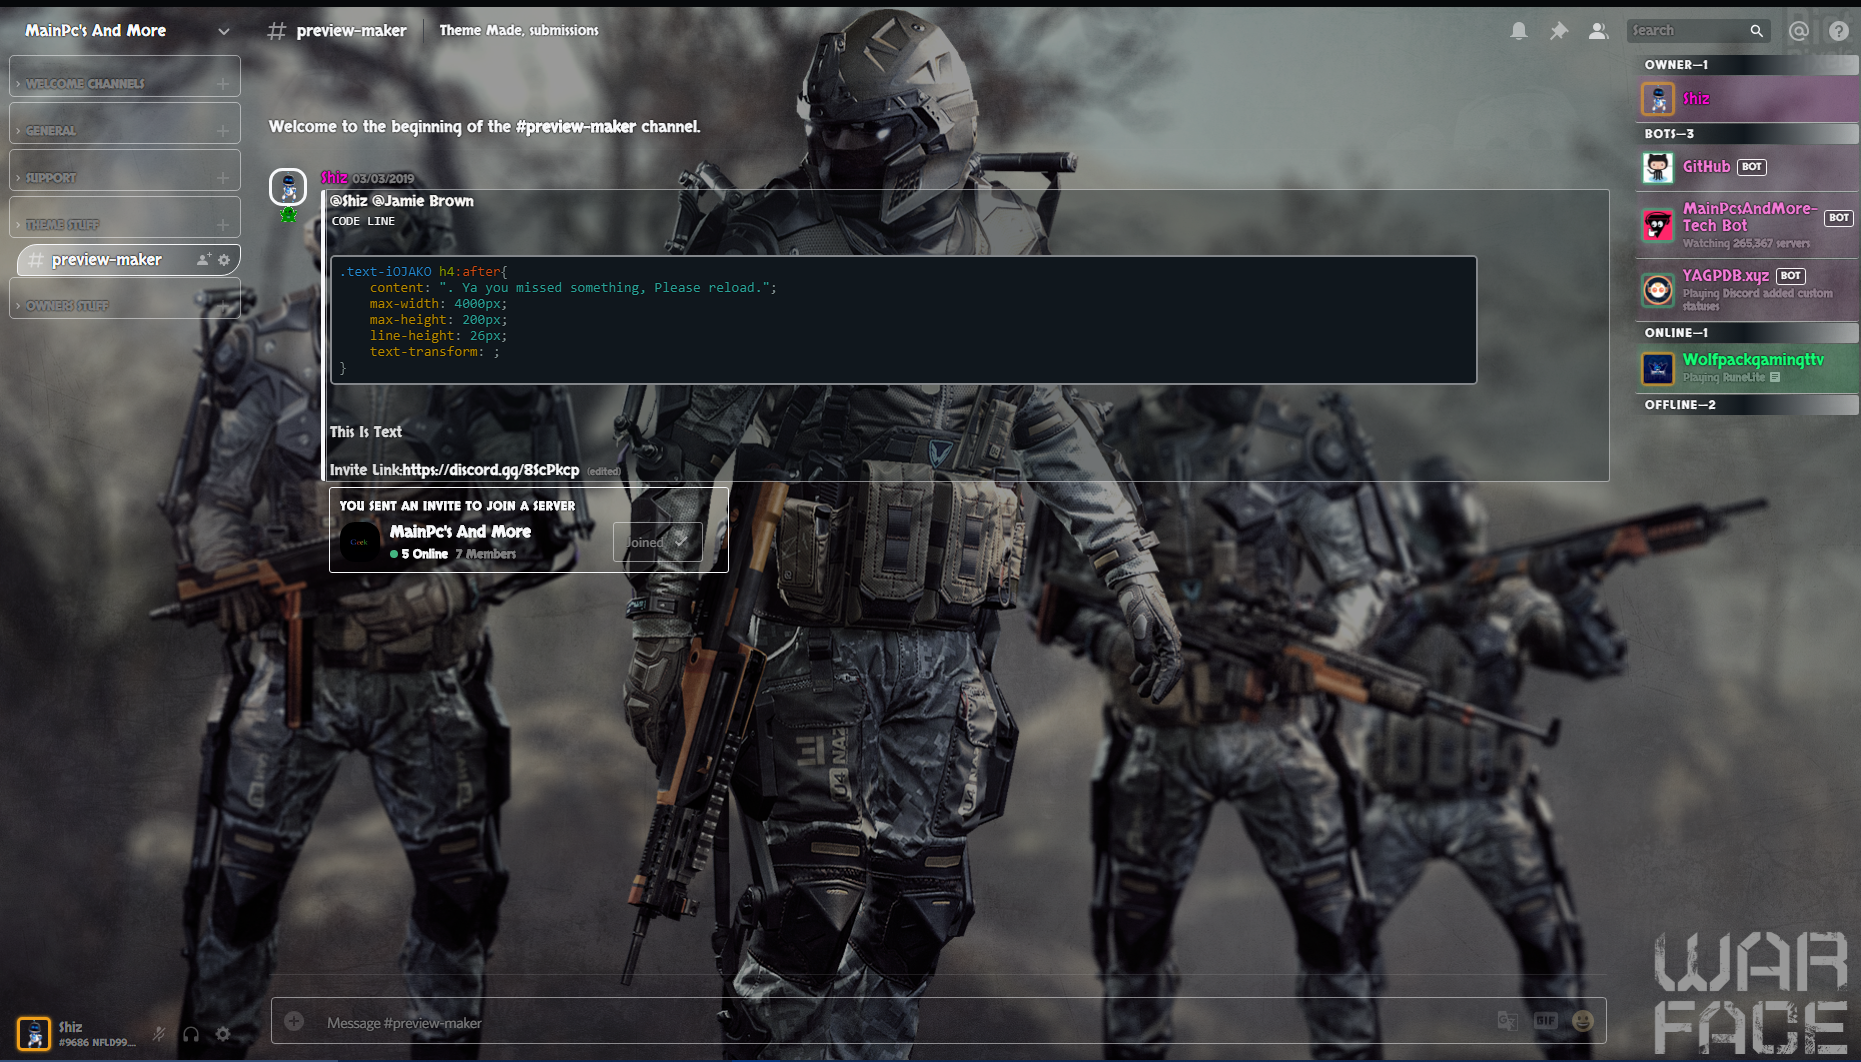 MainPc's And More
WELCOME CHANNELS
GENERAL
SUPPORT
THEME STUFF
# preview-maker
OWNERS STUFF
Shiz
#9686 NFLD99....
# preview-maker
Theme Made, submissions
Search
Welcome to the beginning of the #preview-maker channel.
Shiz 03/03/2019
@Shiz @Jamie Brown
CODE LINE
.text-iOJAKO h4:after{
content: ". Ya you missed something, Please reload.";
max-width: 4000px;
max-height: 200px;
line-height: 26px;
text-transform: ;
}
This Is Text
Invite Link:https://discord.gg/8ScPkcp (edited)
YOU SENT AN INVITE TO JOIN A SERVER
Geek
MainPc's And More
5 Online 7 Members
Joined
Message #preview-maker
GIF
OWNER—1
Shiz
BOTS—3
GitHub BOT
MainPcsAndMore-
Tech Bot BOT
Watching 265,367 servers
YAGPDB.xyz BOT
Playing Discord added custom
statuses
ONLINE—1
Wolfpackgamingttv
Playing RuneLite
OFFLINE—2
04 NAZ
WAR
FACE